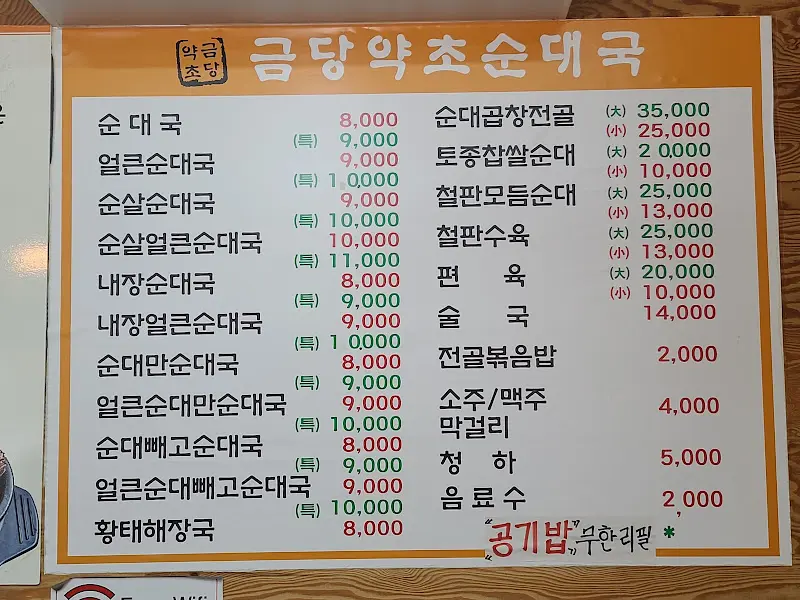 약금
초당
금당약초순대국
순대국 8,000
(특) 9,000
얼큰순대국 9,000
(특) 10,000
순살순대국 9,000
(특) 10,000
순살얼큰순대국 10,000
(특) 11,000
내장순대국 8,000
(특) 9,000
내장얼큰순대국 9,000
(특) 10,000
순대만순대국 8,000
(특) 9,000
얼큰순대만순대국 9,000
(특) 10,000
순대빼고순대국 8,000
(특) 9,000
얼큰순대빼고순대국 9,000
(특) 10,000
황태해장국 8,000
순대곱창전골 (大) 35,000
(小) 25,000
토종찹쌀순대 (大) 20,000
(小) 10,000
철판모듬순대 (大) 25,000
(小) 13,000
철판수육 (大) 25,000
(小) 13,000
편 육 (大) 20,000
(小) 10,000
술 국 14,000
전골볶음밥 2,000
소주/맥주 4,000
막걸리
청 하 5,000
음료수 2,000
"공기밥"무한리필 *